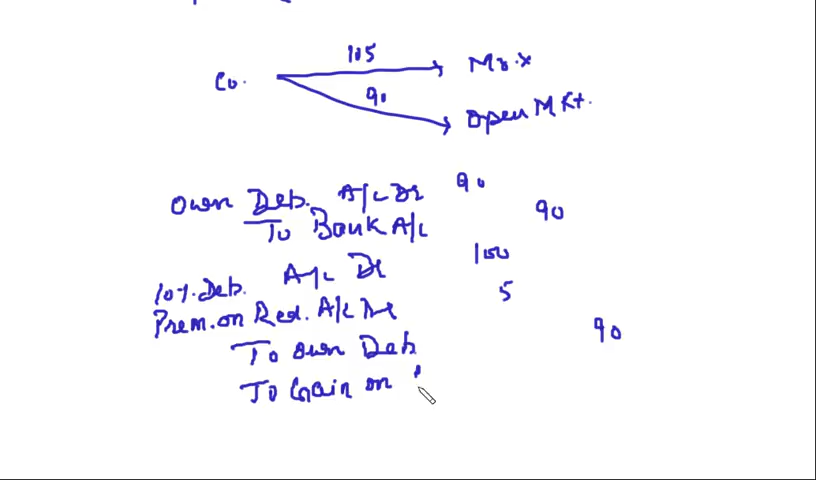 105
Co. Mr. X
90
Open Mkt.
Own Deb. A/c Dr 90
To Bank A/c 90
10% Deb. A/c Dr 100
Prem. on Red. A/c Dr 5
To own Deb 90
To Gain on